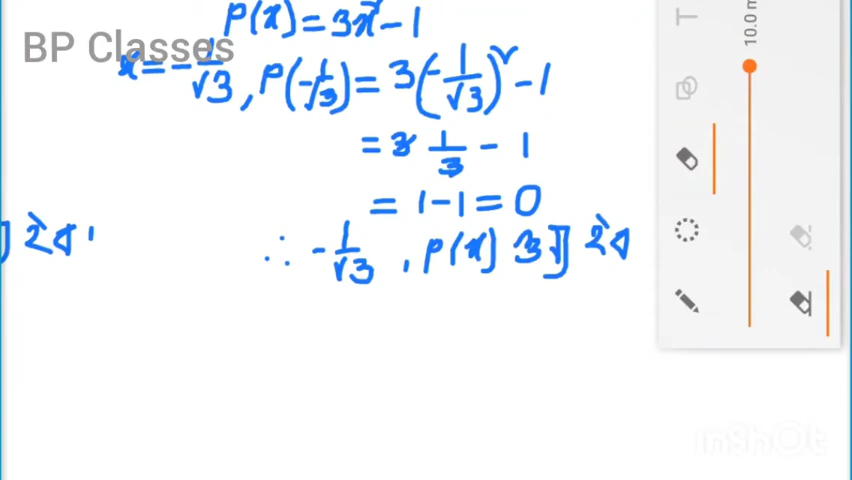 P(x) = 3x² - 1
BP Classes
x = -1/√3, P(-1/√3) = 3(-1/√3)² - 1
= 3 1/3 - 1
= 1 - 1 = 0
∴ -1/√3, P(x)
T
10.0 m
InShOt